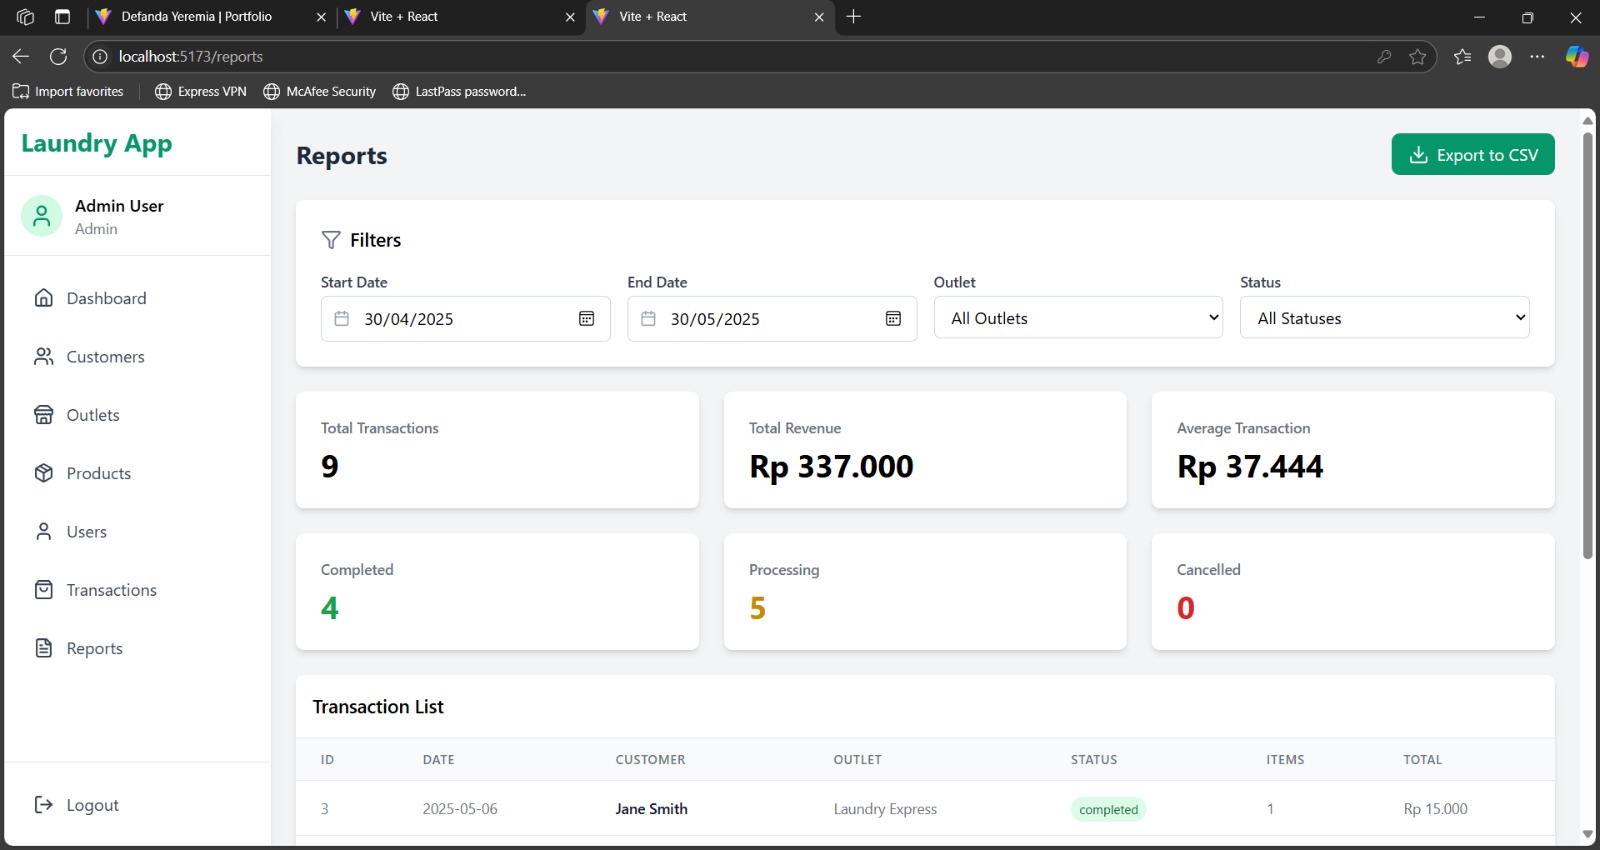 Defanda Yeremia | Portfolio
Vite + React
Vite + React
localhost:5173/reports
Import favorites
Express VPN
McAfee Security
LastPass password...
Laundry App
Admin User
Admin
Dashboard
Customers
Outlets
Products
Users
Transactions
Reports
Logout
Reports
Export to CSV
Filters
Start Date
End Date
Outlet
Status
30/04/2025
30/05/2025
All Outlets
All Statuses
Total Transactions
9
Total Revenue
Rp 337.000
Average Transaction
Rp 37.444
Completed
4
Processing
5
Cancelled
0
Transaction List
ID DATE CUSTOMER OUTLET STATUS ITEMS TOTAL
3 2025-05-06 Jane Smith Laundry Express completed 1 Rp 15.000